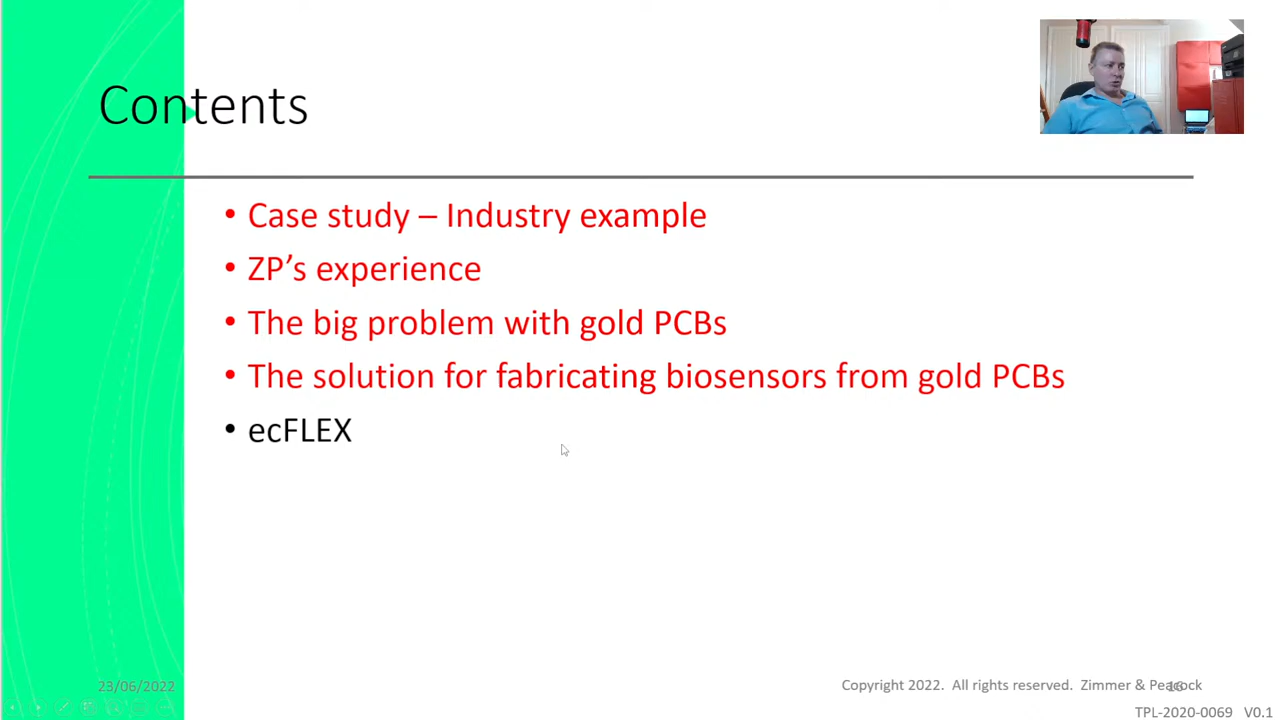 Contents
• Case study – Industry example
• ZP’s experience
• The big problem with gold PCBs
• The solution for fabricating biosensors from gold PCBs
• ecFLEX
23/06/2022
Copyright 2022. All rights reserved. Zimmer & Peacock
16
TPL-2020-0069 V0.1